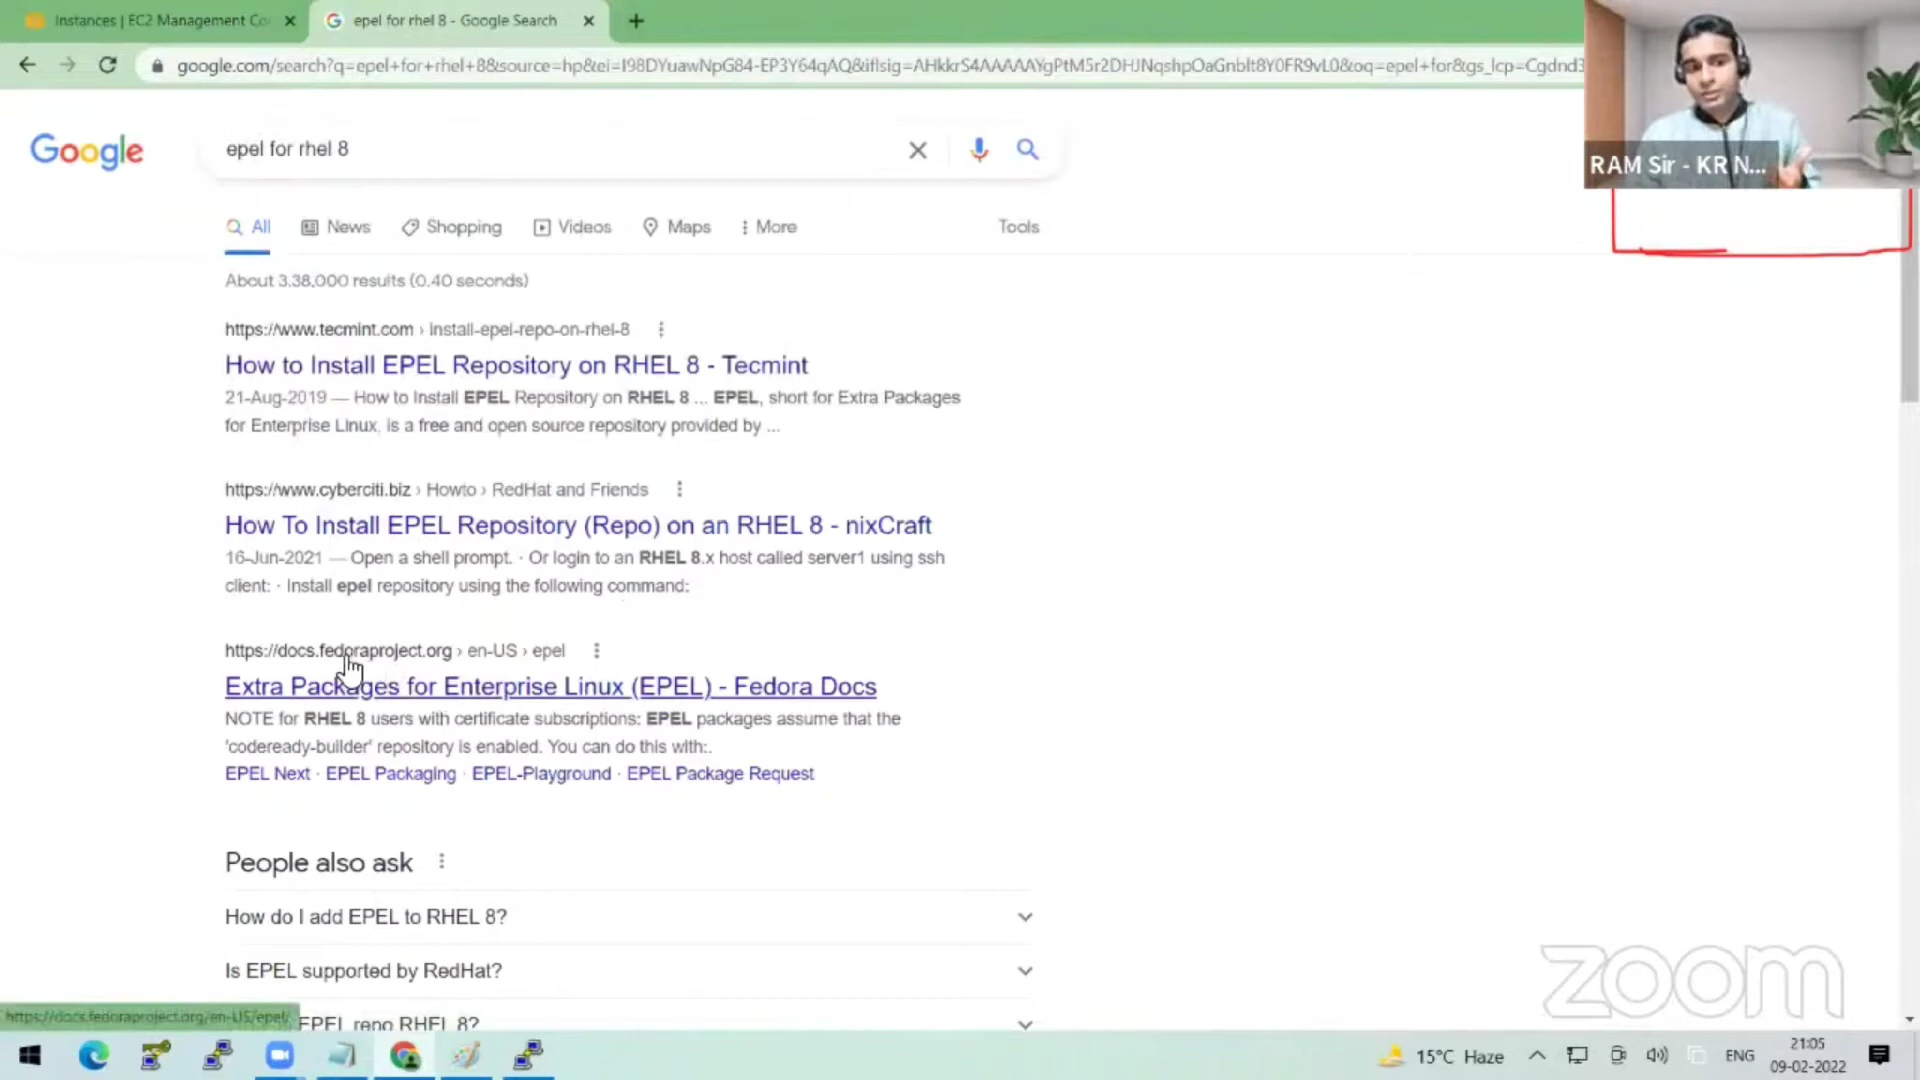 Instances | EC2 Management Co
epel for rhel 8 - Google Search
google.com/search?q=epel+for+rhel+8&source=hp&ei=
RAM Sir - KR N...
Google
epel for rhel 8
All
News
Shopping
Videos
Maps
More
Tools
About 3,38,000 results (0.40 seconds)
https://www.tecmint.com › install-epel-repo-on-rhel-8
How to Install EPEL Repository on RHEL 8 - Tecmint
21-Aug-2019 — How to Install EPEL Repository on RHEL 8 ... EPEL, short for Extra Packages
for Enterprise Linux, is a free and open source repository provided by ...
https://www.cyberciti.biz › Howto › RedHat and Friends
How To Install EPEL Repository (Repo) on an RHEL 8 - nixCraft
16-Jun-2021 — Open a shell prompt. · Or login to an RHEL 8.x host called server1 using ssh
client: · Install epel repository using the following command:
https://docs.fedoraproject.org › en-US › epel
Extra Packages for Enterprise Linux (EPEL) - Fedora Docs
NOTE for RHEL 8 users with certificate subscriptions: EPEL packages assume that the
'codeready-builder' repository is enabled. You can do this with:.
EPEL Next · EPEL Packaging · EPEL-Playground · EPEL Package Request
People also ask
How do I add EPEL to RHEL 8?
Is EPEL supported by RedHat?
EPEL repo RHEL 8?
https://docs.fedoraproject.org/en-US/epel/
zoom
15°C Haze
ENG
21:05
09-02-2022